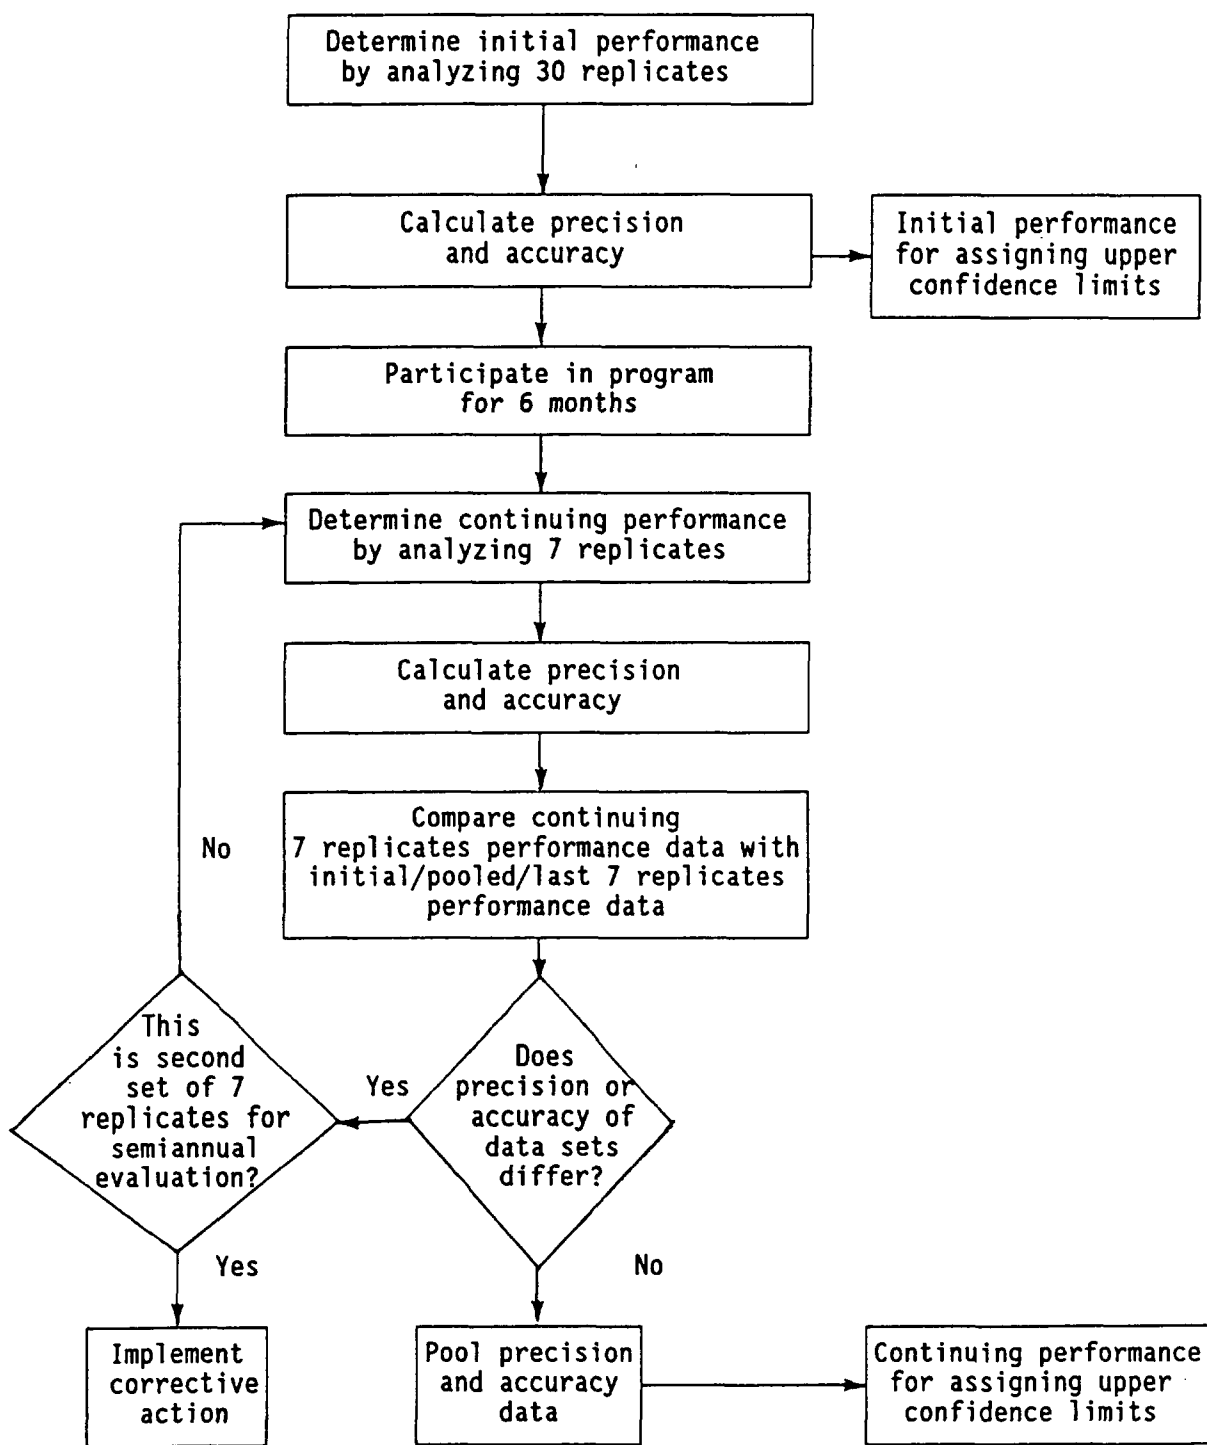 Determine initial performance
by analyzing 30 replicates
Calculate precision
and accuracy
Initial performance
for assigning upper
confidence limits
Participate in program
for 6 months
Determine continuing performance
by analyzing 7 replicates
Calculate precision
and accuracy
Compare continuing
7 replicates performance data with
initial/pooled/last 7 replicates
performance data
No
This
is second
set of 7
replicates for
semiannual
evaluation?
Yes
Does
precision or
accuracy of
data sets
differ?
Yes
No
Implement
corrective
action
Pool precision
and accuracy
data
Continuing performance
for assigning upper
confidence limits